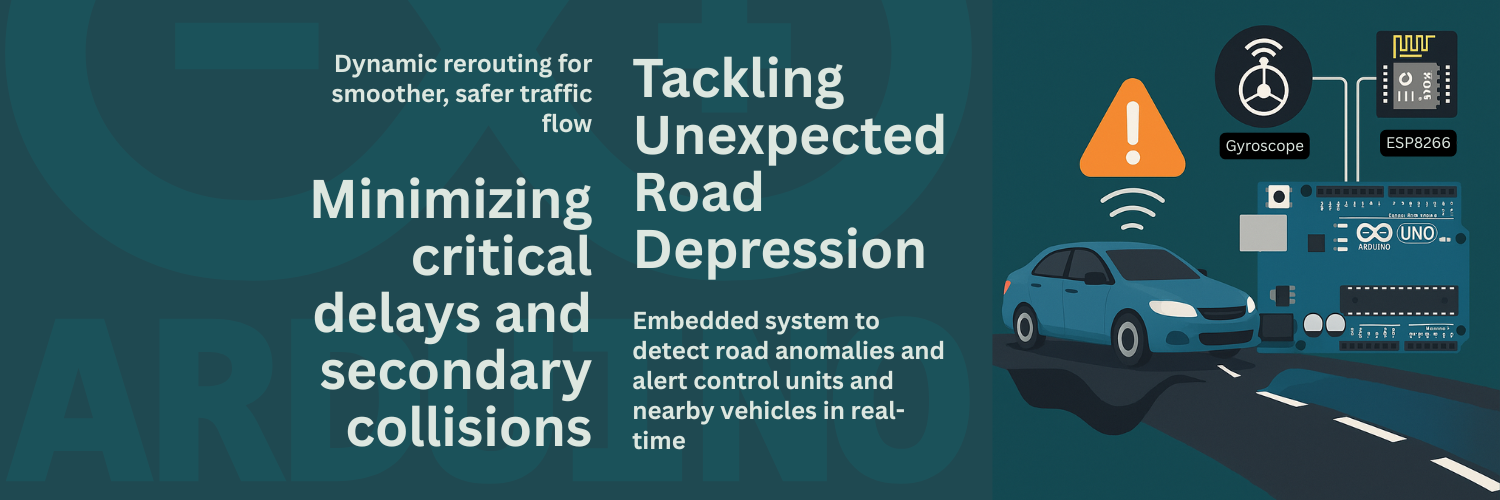 Dynamic rerouting for
smoother, safer traffic
flow
Minimizing
critical
delays and
secondary
collisions
Tackling
Unexpected
Road
Depression
Embedded system to
detect road anomalies and
alert control units and
nearby vehicles in real-
time
Gyroscope
ESP8266
ARDUINO
UNO
ARDUINO